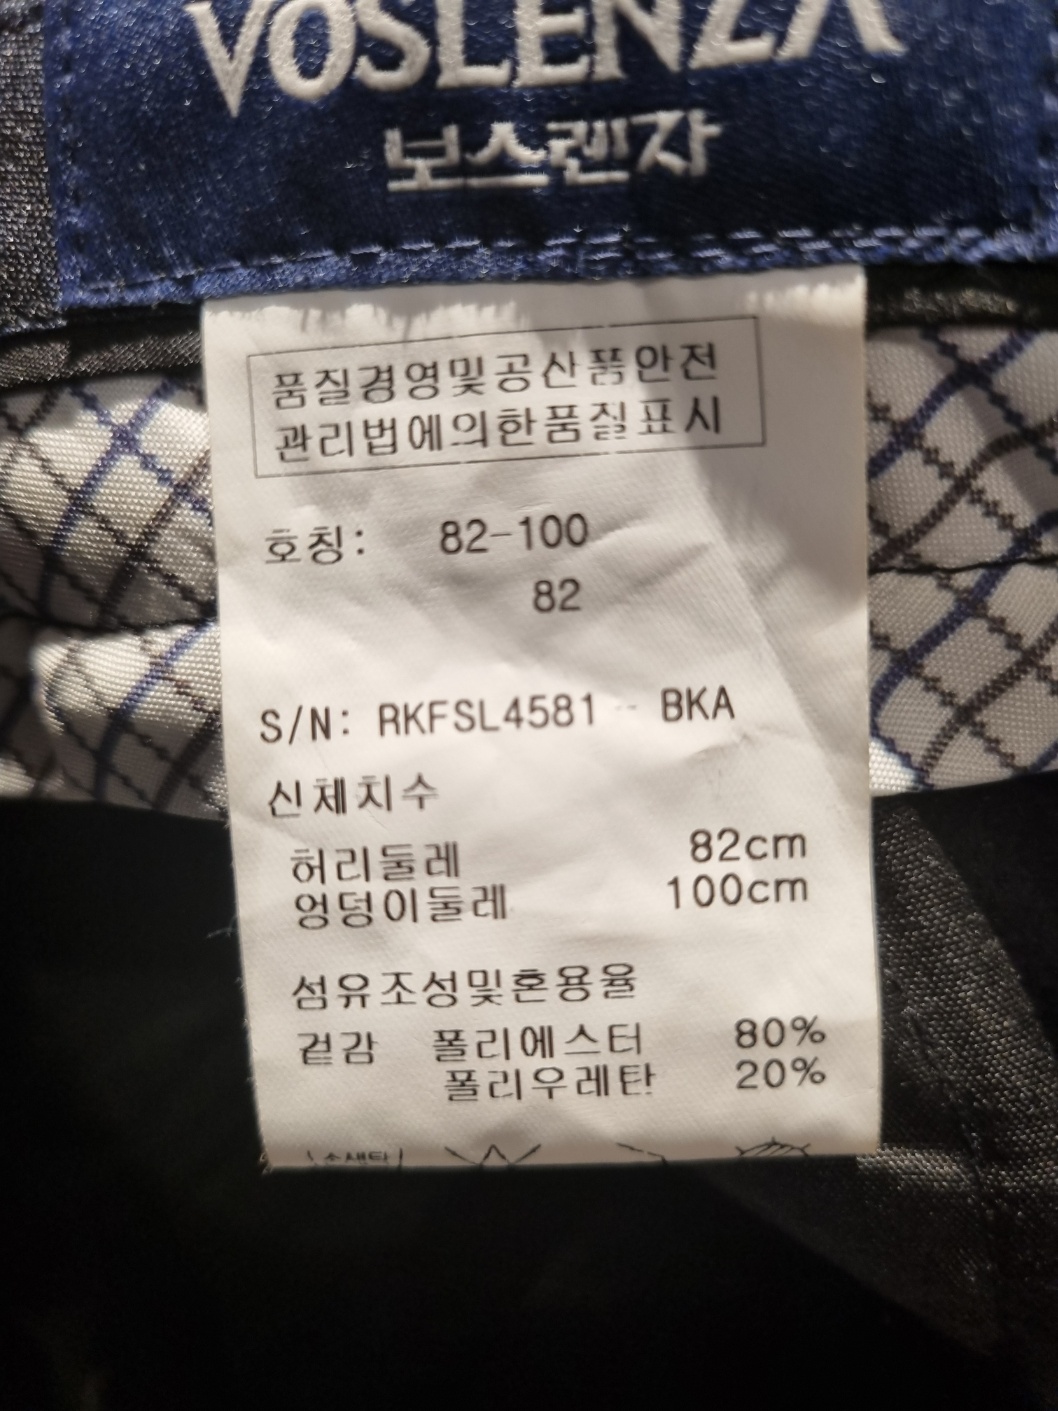 VOSLENZA
보스렌자
품질경영및공산품안전
관리법에의한품질표시
호칭: 82-100
82
S/N: RKFSL4581 - BKA
신체치수
허리둘레 82cm
엉덩이둘레 100cm
섬유조성및혼용율
겉감 폴리에스터 80%
폴리우레탄 20%
손세탁